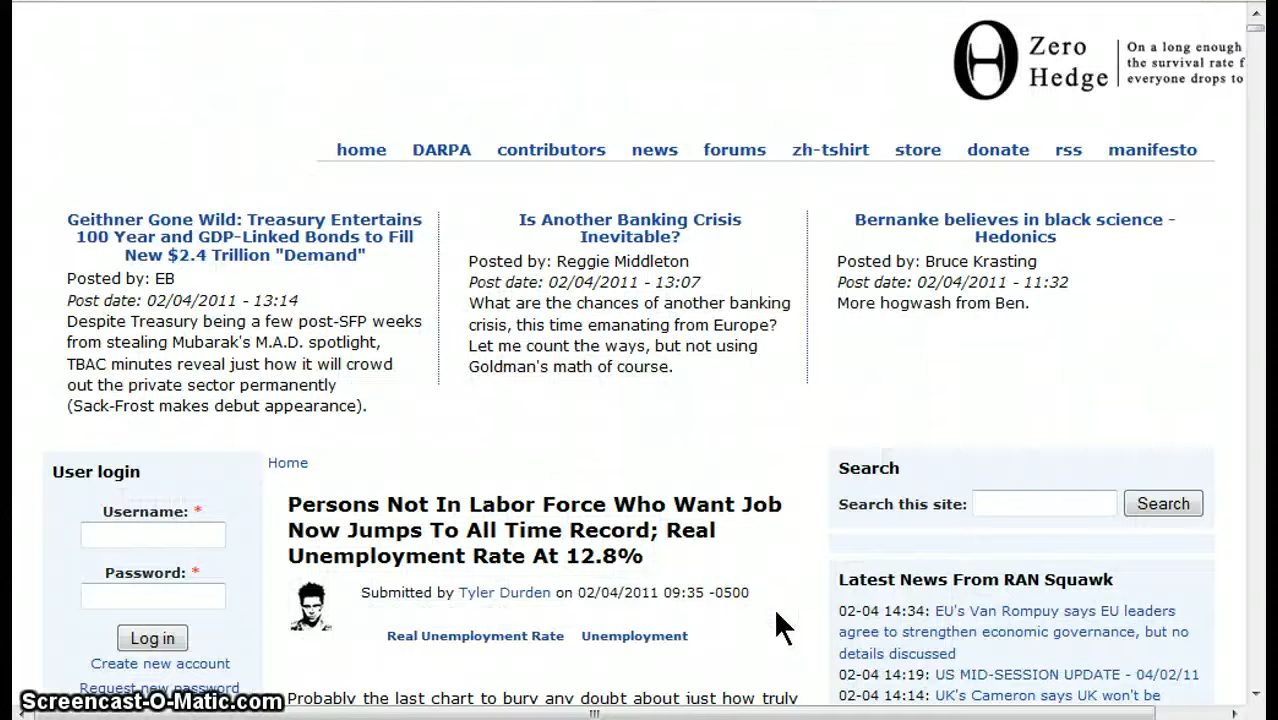 Zero
Hedge
On a long enough
the survival rate f
everyone drops to
home DARPA contributors news forums zh-tshirt store donate rss manifesto
Geithner Gone Wild: Treasury Entertains
100 Year and GDP-Linked Bonds to Fill
New $2.4 Trillion "Demand"
Posted by: EB
Post date: 02/04/2011 - 13:14
Despite Treasury being a few post-SFP weeks
from stealing Mubarak's M.A.D. spotlight,
TBAC minutes reveal just how it will crowd
out the private sector permanently
(Sack-Frost makes debut appearance).
Is Another Banking Crisis
Inevitable?
Posted by: Reggie Middleton
Post date: 02/04/2011 - 13:07
What are the chances of another banking
crisis, this time emanating from Europe?
Let me count the ways, but not using
Goldman's math of course.
Bernanke believes in black science -
Hedonics
Posted by: Bruce Krasting
Post date: 02/04/2011 - 11:32
More hogwash from Ben.
User login
Username: *
Password: *
Log in
Create new account
Request new password
Home
Persons Not In Labor Force Who Want Job
Now Jumps To All Time Record; Real
Unemployment Rate At 12.8%
Submitted by Tyler Durden on 02/04/2011 09:35 -0500
Real Unemployment Rate Unemployment
Probably the last chart to bury any doubt about just how truly
Search
Search this site: Search
Latest News From RAN Squawk
02-04 14:34: EU's Van Rompuy says EU leaders
agree to strengthen economic governance, but no
details discussed
02-04 14:19: US MID-SESSION UPDATE - 04/02/11
02-04 14:14: UK's Cameron says UK won't be
Screencast-O-Matic.com